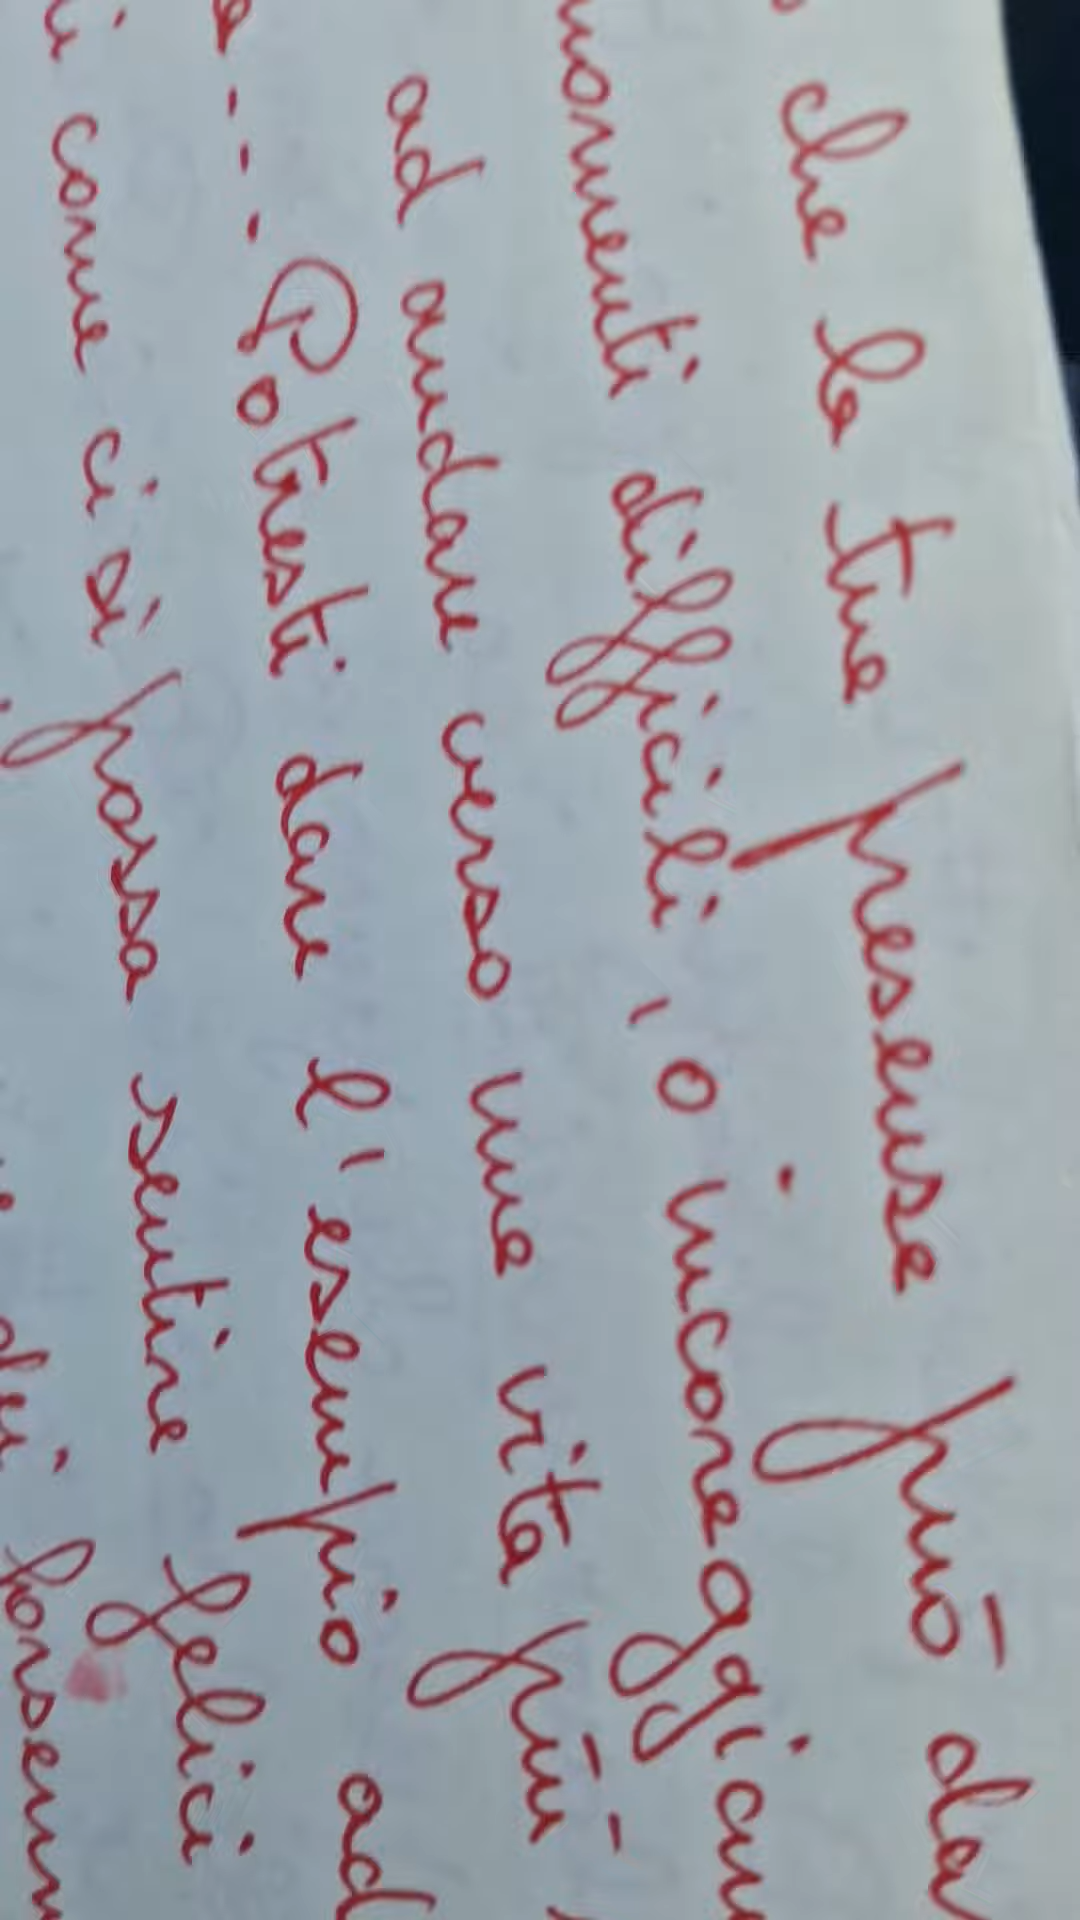 che la tua presenza può da
momenti difficili, o incoraggiar
ad andare verso una vita più
... Potresti dare l'esempio ad
come ci si possa sentire felici